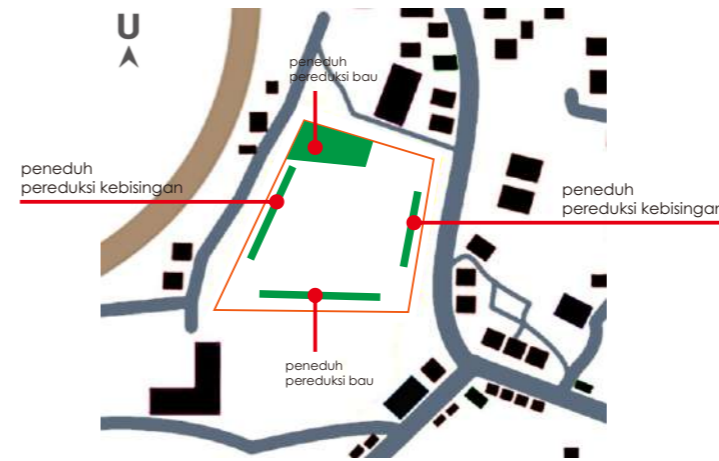 U
peneduh
pereduksi bau
peneduh
pereduksi kebisingan
peneduh
pereduksi kebisingan
peneduh
pereduksi bau